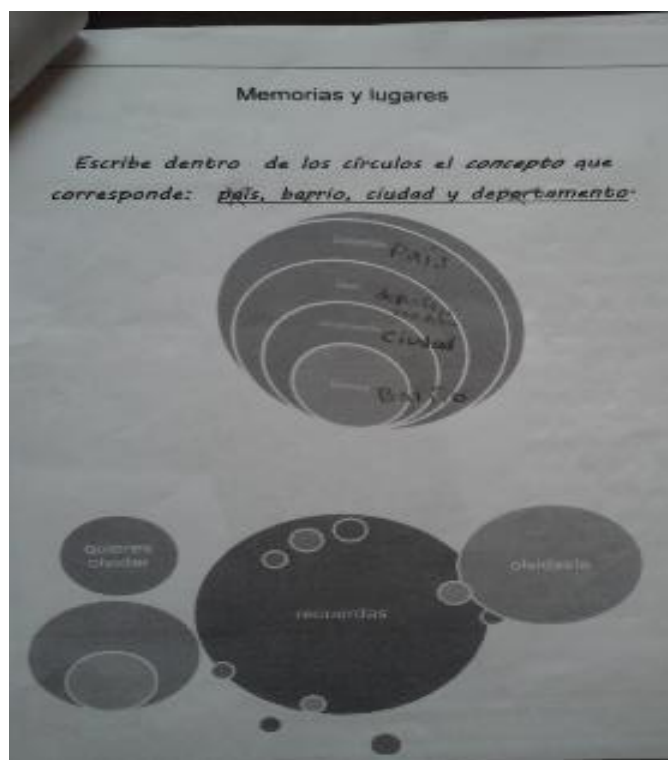 Memorias y lugares
Escribe dentro de los círculos el concepto que
corresponde: país, barrio, ciudad y departamento.
País
Ciudad
Barrio
quieres
olvidar
recuerdas
olvidaste